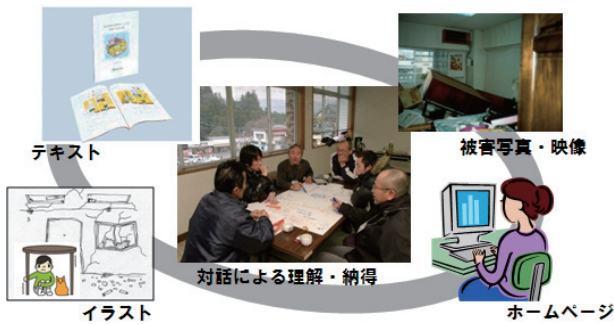 テキスト
被害写真・映像
対話による理解・納得
イラスト
ホームページ